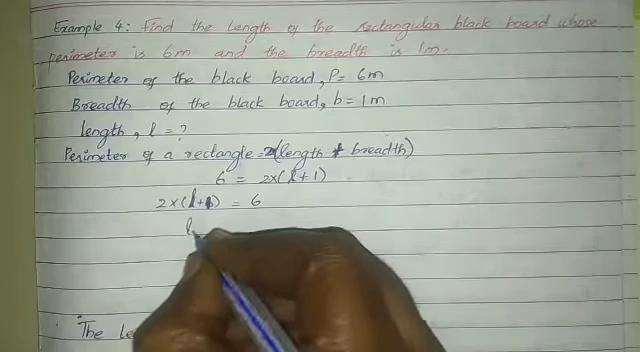 Example 4: Find the length of the rectangular black board whose
perimeter is 6m and the breadth is 1m.
Perimeter of the black board, P= 6m
Breadth of the black board, b= 1m
length, l = ?
Perimeter of a rectangle = 2(length + breadth)
6 = 2x(l+1)
2x(l+1) = 6
l
The Le